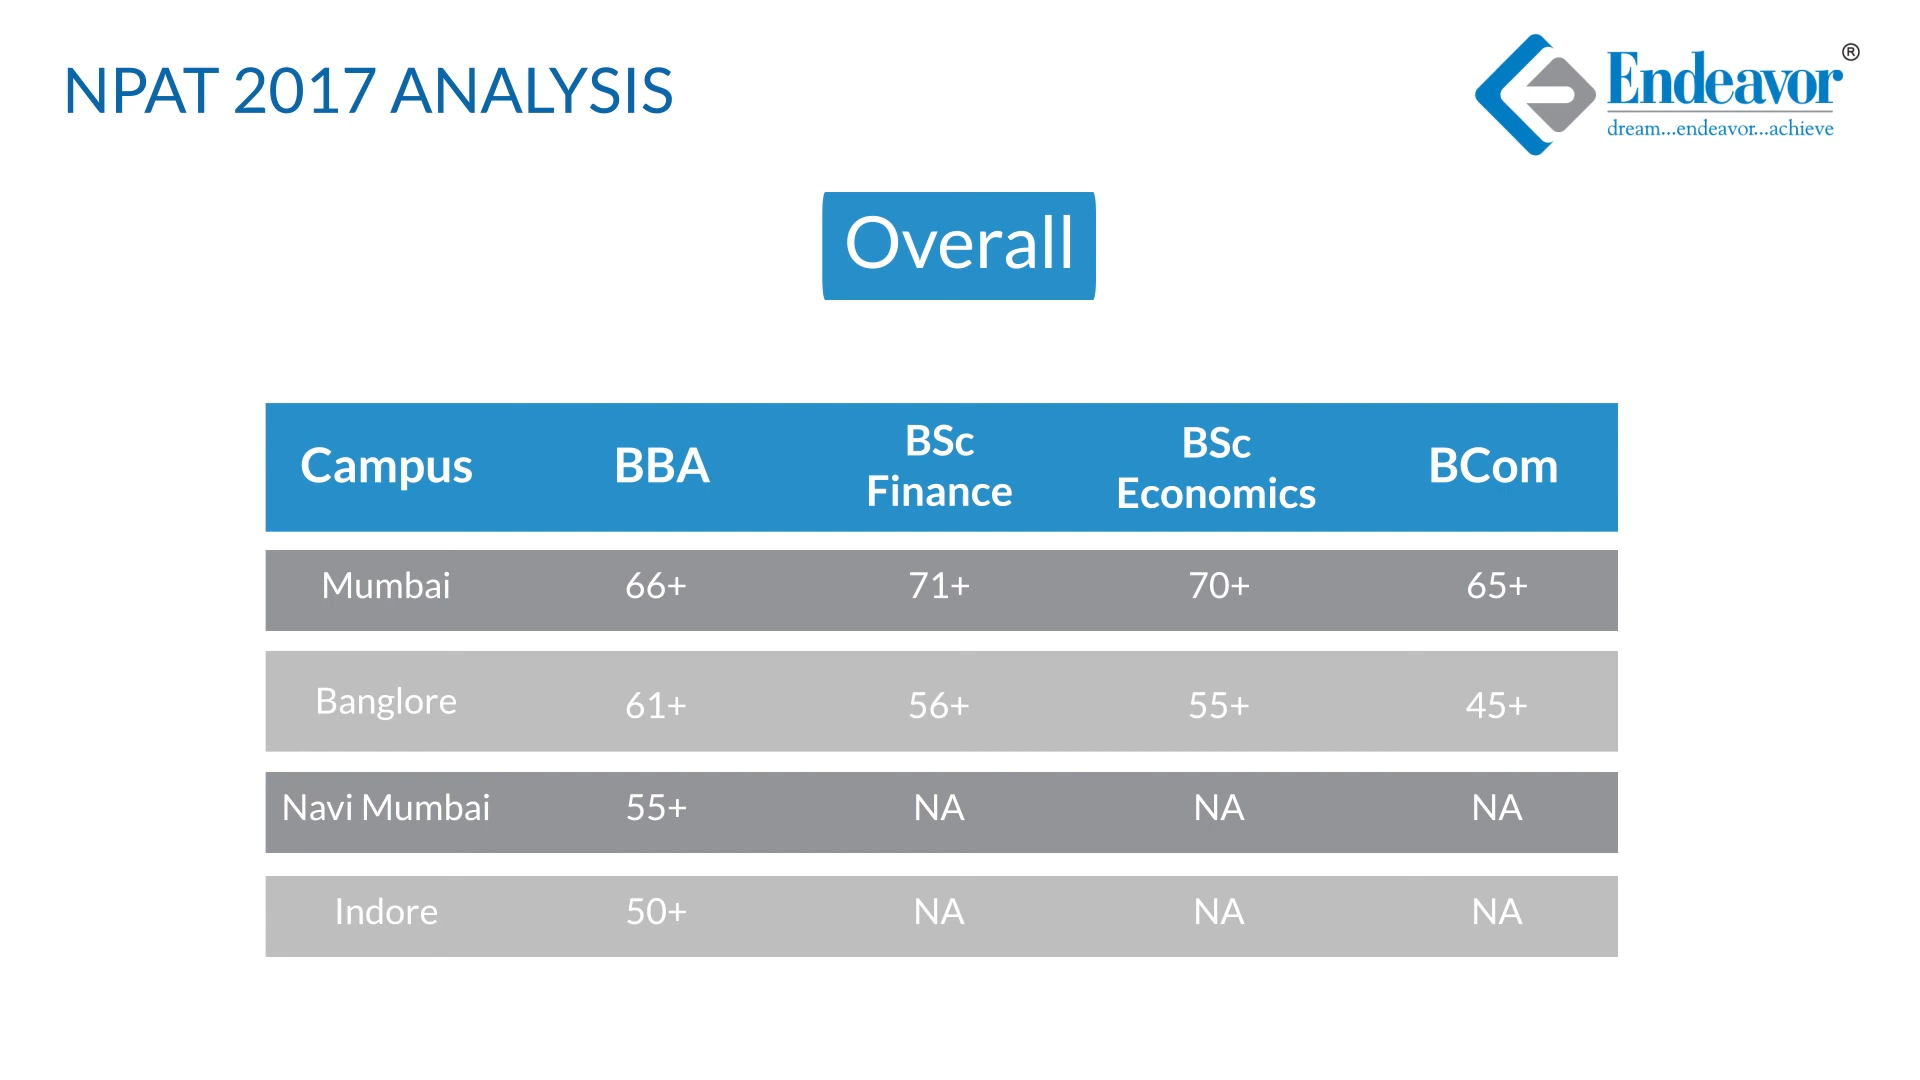 NPAT 2017 ANALYSIS
Endeavor®
dream...endeavor...achieve
Overall
Campus BBA BSc Finance BSc Economics BCom
Mumbai 66+ 71+ 70+ 65+
Banglore 61+ 56+ 55+ 45+
Navi Mumbai 55+ NA NA NA
Indore 50+ NA NA NA